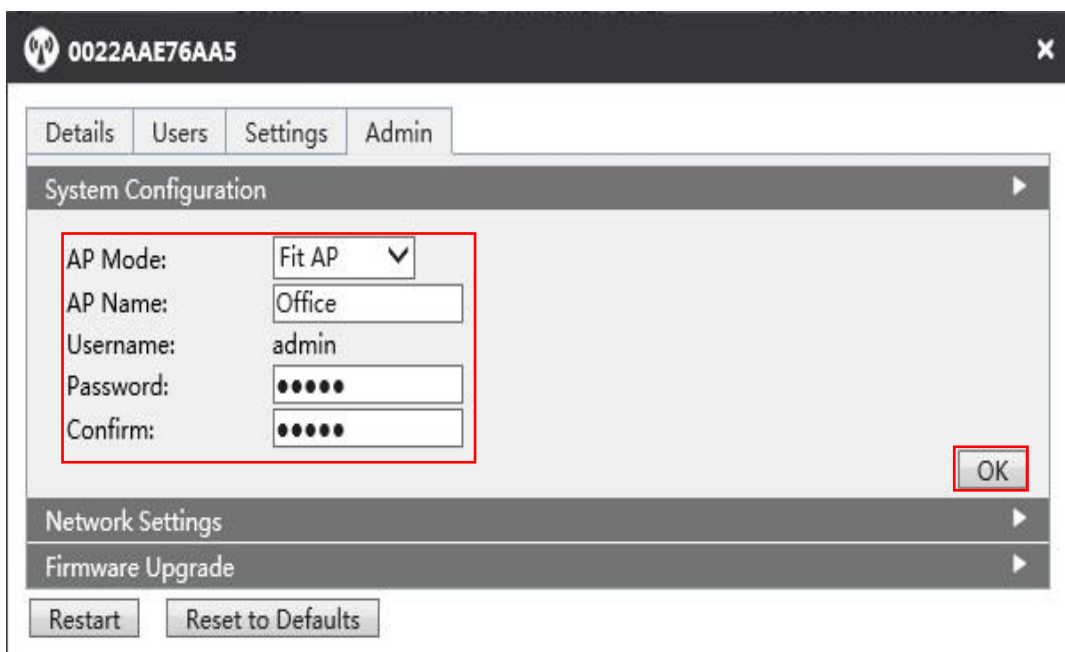 0022AAE76AA5
Details Users Settings Admin
System Configuration
AP Mode: Fit AP
AP Name: Office
Username: admin
Password: •••••
Confirm: •••••
OK
Network Settings
Firmware Upgrade
Restart Reset to Defaults